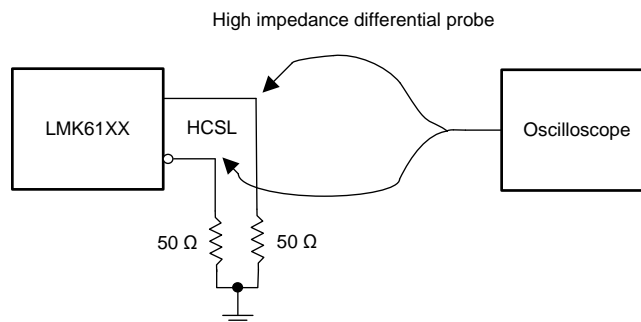 High impedance differential probe
LMK61XX
HCSL
Oscilloscope
50 Ω
50 Ω